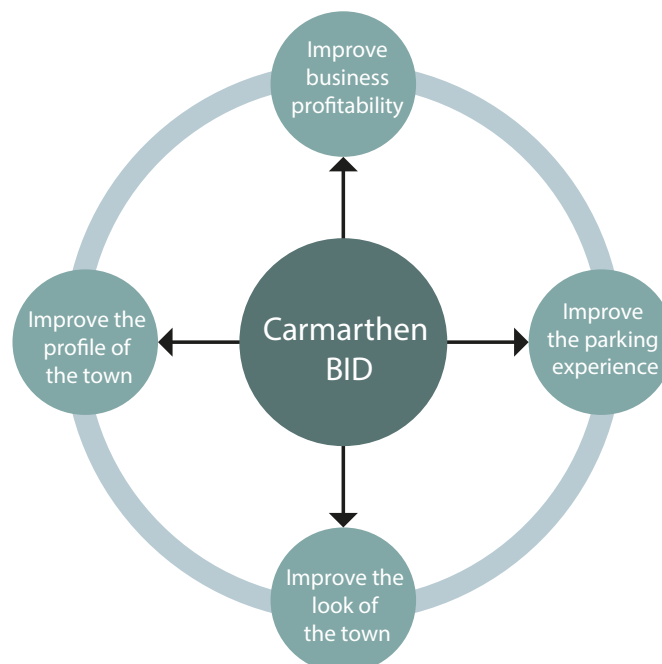 Improve
business
profitability
Improve the
profile of
the town
Carmarthen
BID
Improve
the parking
experience
Improve the
look of
the town